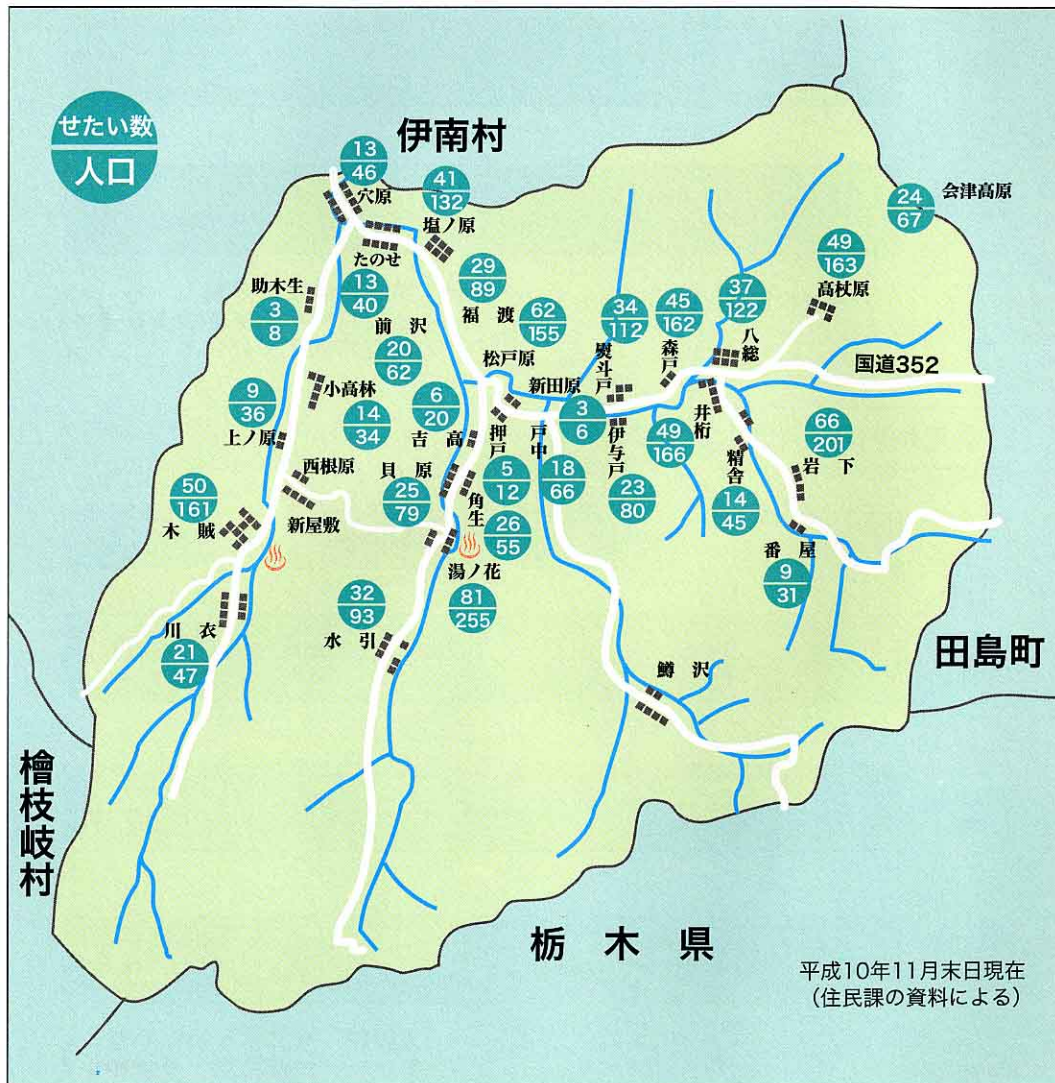 せたい数
人口
伊南村
13
46
穴原
41
132
塩ノ原
24
67
会津高原
たのせ
13
40
助木生
3
8
29
89
福渡
49
163
高杖原
前沢
20
62
62
155
松戸原
34
112
熨斗戸
45
162
森戸
37
122
八総
国道352
新田原
3
6
9
36
上ノ原
小高林
14
34
6
20
吉高
押戸
5
12
戸中
18
66
伊与戸
23
80
49
166
井桁
精舎
14
45
66
201
岩下
西根原
貝原
25
79
角生
26
55
50
161
木賊
新屋敷
湯ノ花
81
255
番屋
9
31
32
93
水引
川衣
21
47
鱒沢
田島町
檜枝岐村
栃木県
平成10年11月末日現在
(住民課の資料による)